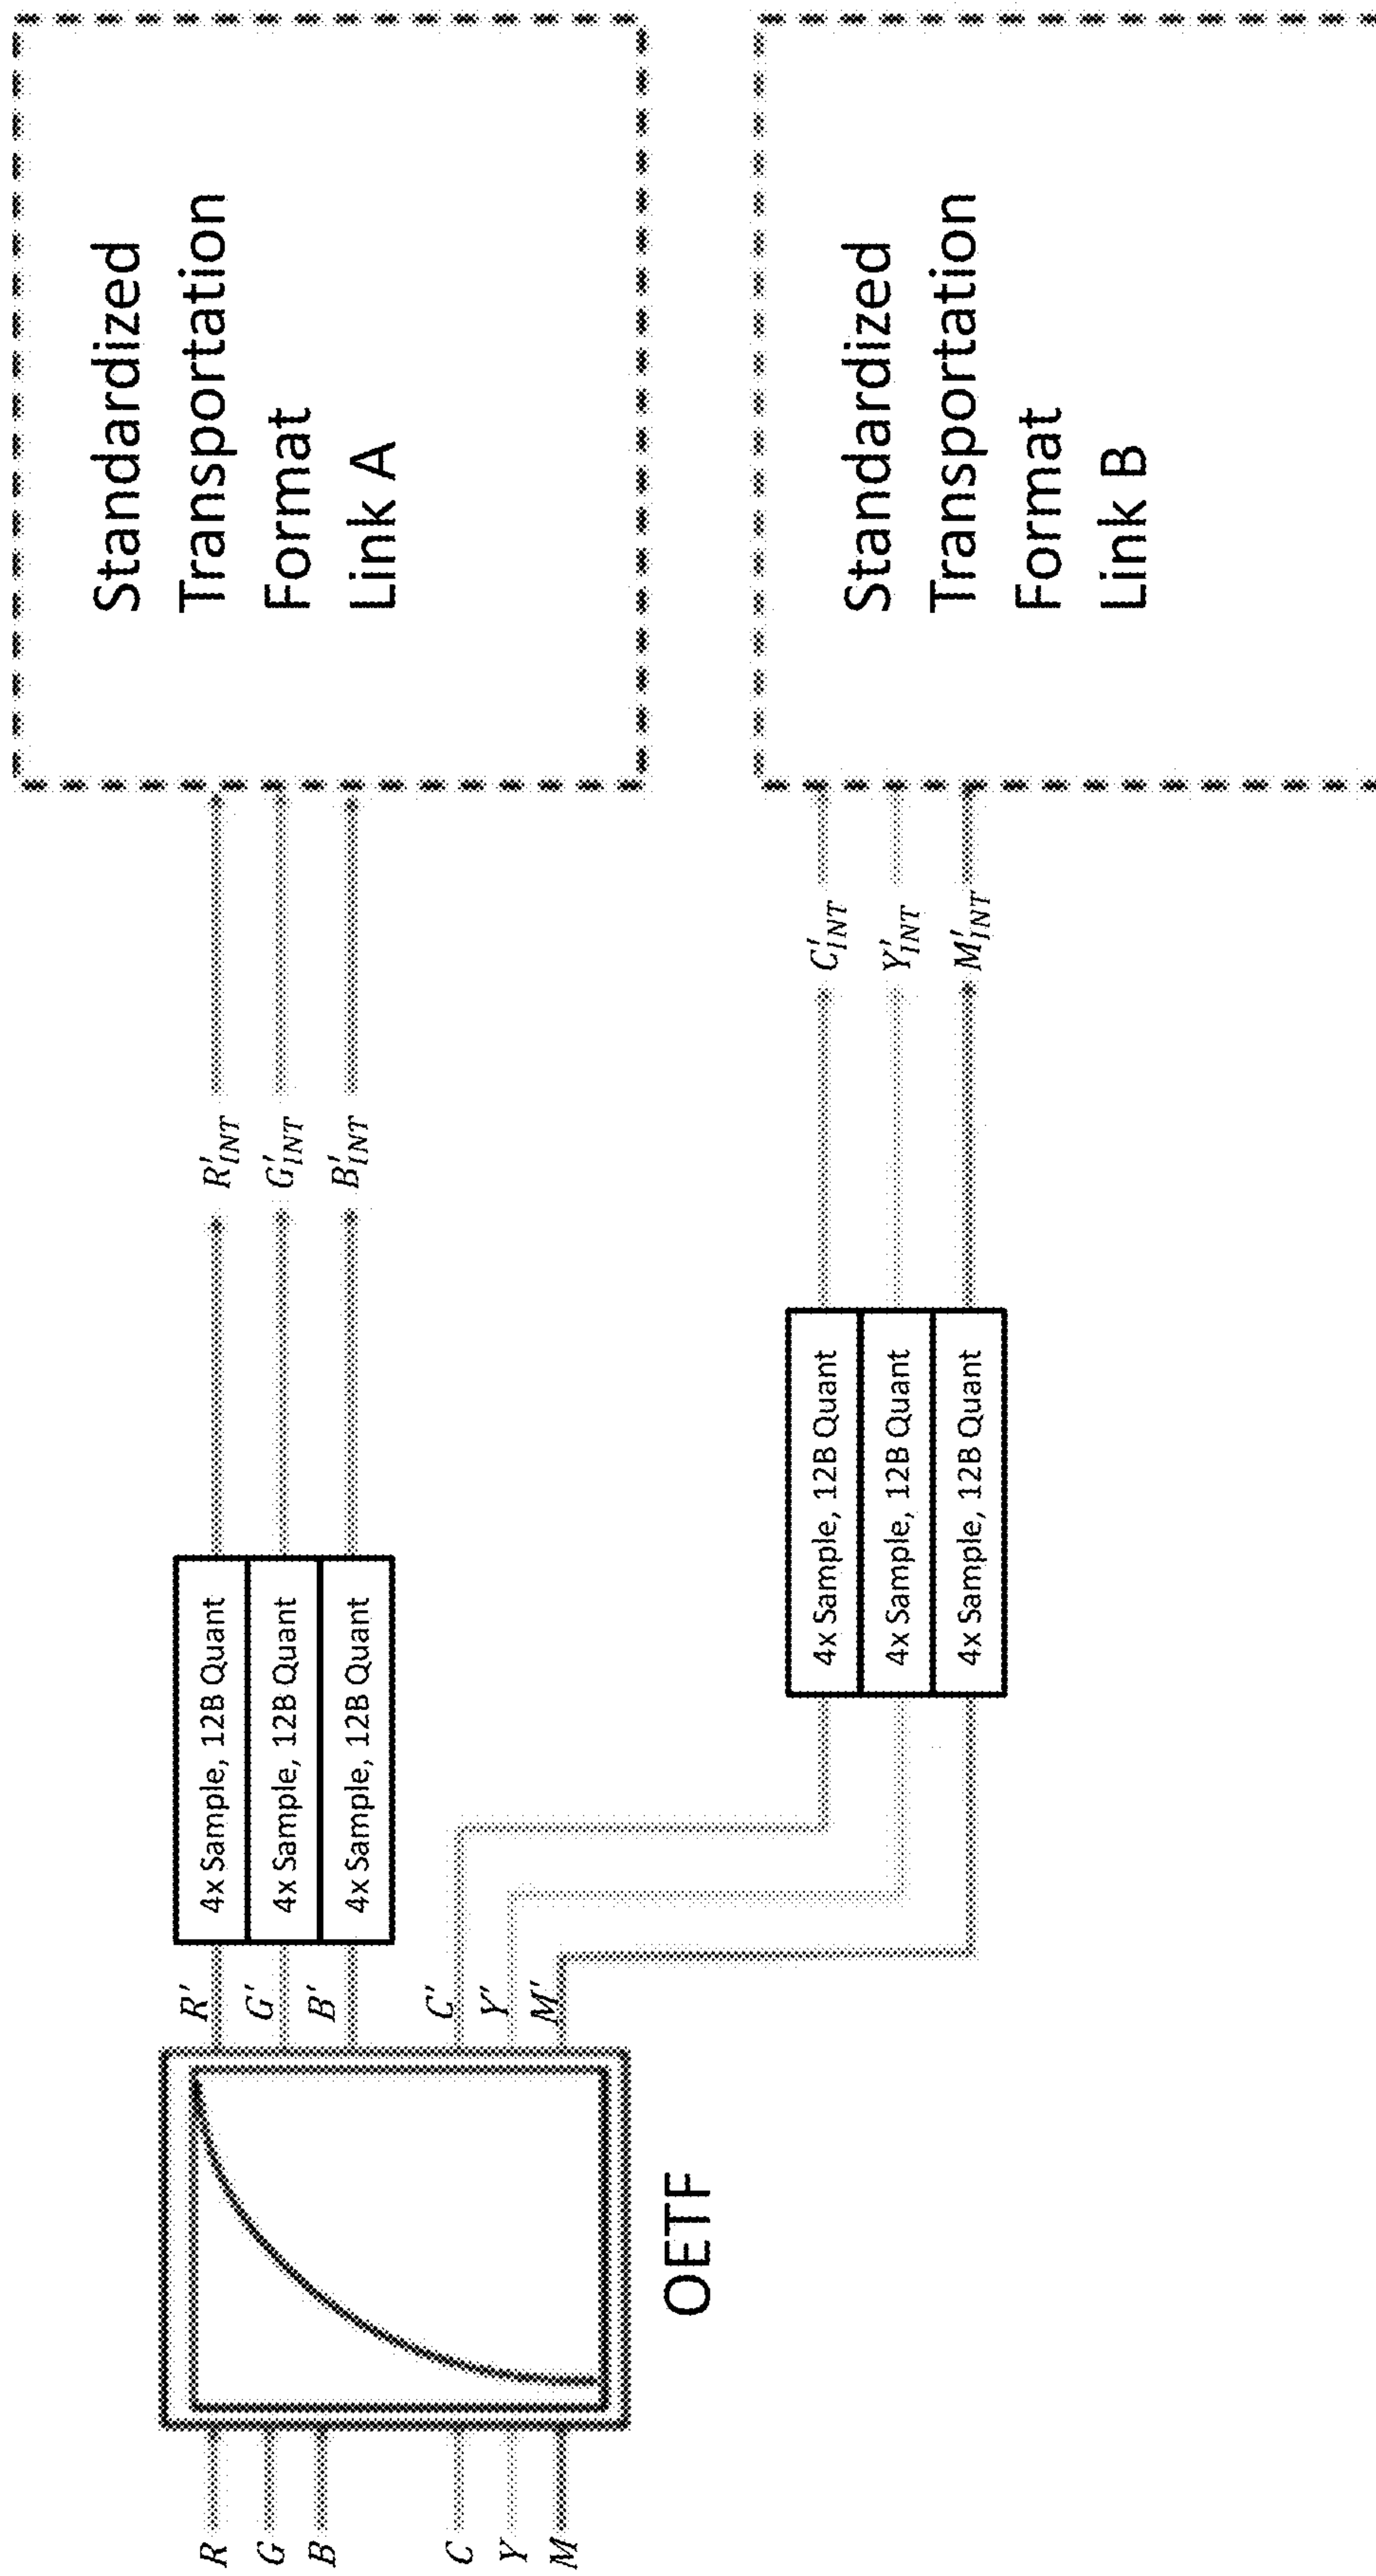 R
G
B
C
Y
M
OETF
R'
G'
B'
C'
Y'
M'
4x Sample, 12B Quant
4x Sample, 12B Quant
4x Sample, 12B Quant
4x Sample, 12B Quant
4x Sample, 12B Quant
4x Sample, 12B Quant
R'INT
G'INT
B'INT
C'INT
Y'INT
M'INT
Standardized
Transportation
Format
Link A
Standardized
Transportation
Format
Link B